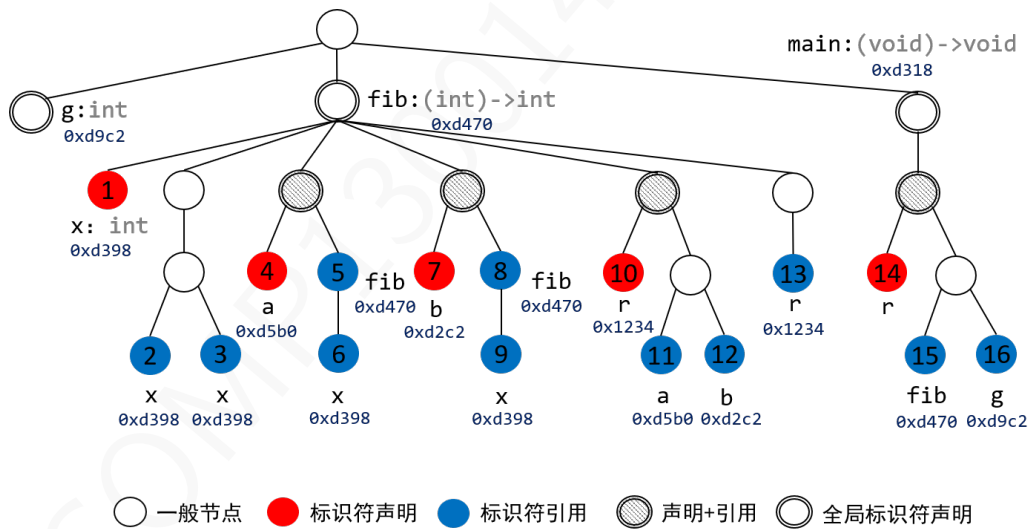 main:(void)->void
0xd318
g:int
0xd9c2
fib:(int)->int
0xd470
1
x: int
0xd398
4
a
0xd5b0
5
fib
0xd470
7
b
0xd2c2
8
fib
0xd470
10
r
0x1234
13
r
0x1234
14
r
2
x
0xd398
3
x
0xd398
6
x
0xd398
9
x
0xd398
11
a
0xd5b0
12
b
0xd2c2
15
fib
0xd470
16
g
0xd9c2
一般节点 标识符声明 标识符引用 声明+引用 全局标识符声明